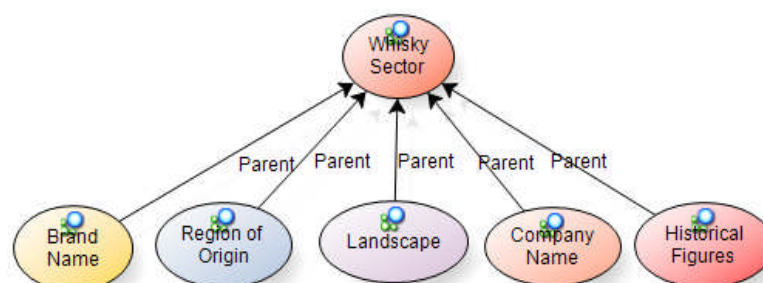 Whisky
Sector
Parent
Parent
Parent
Parent
Parent
Brand
Name
Region of
Origin
Landscape
Company
Name
Historical
Figures